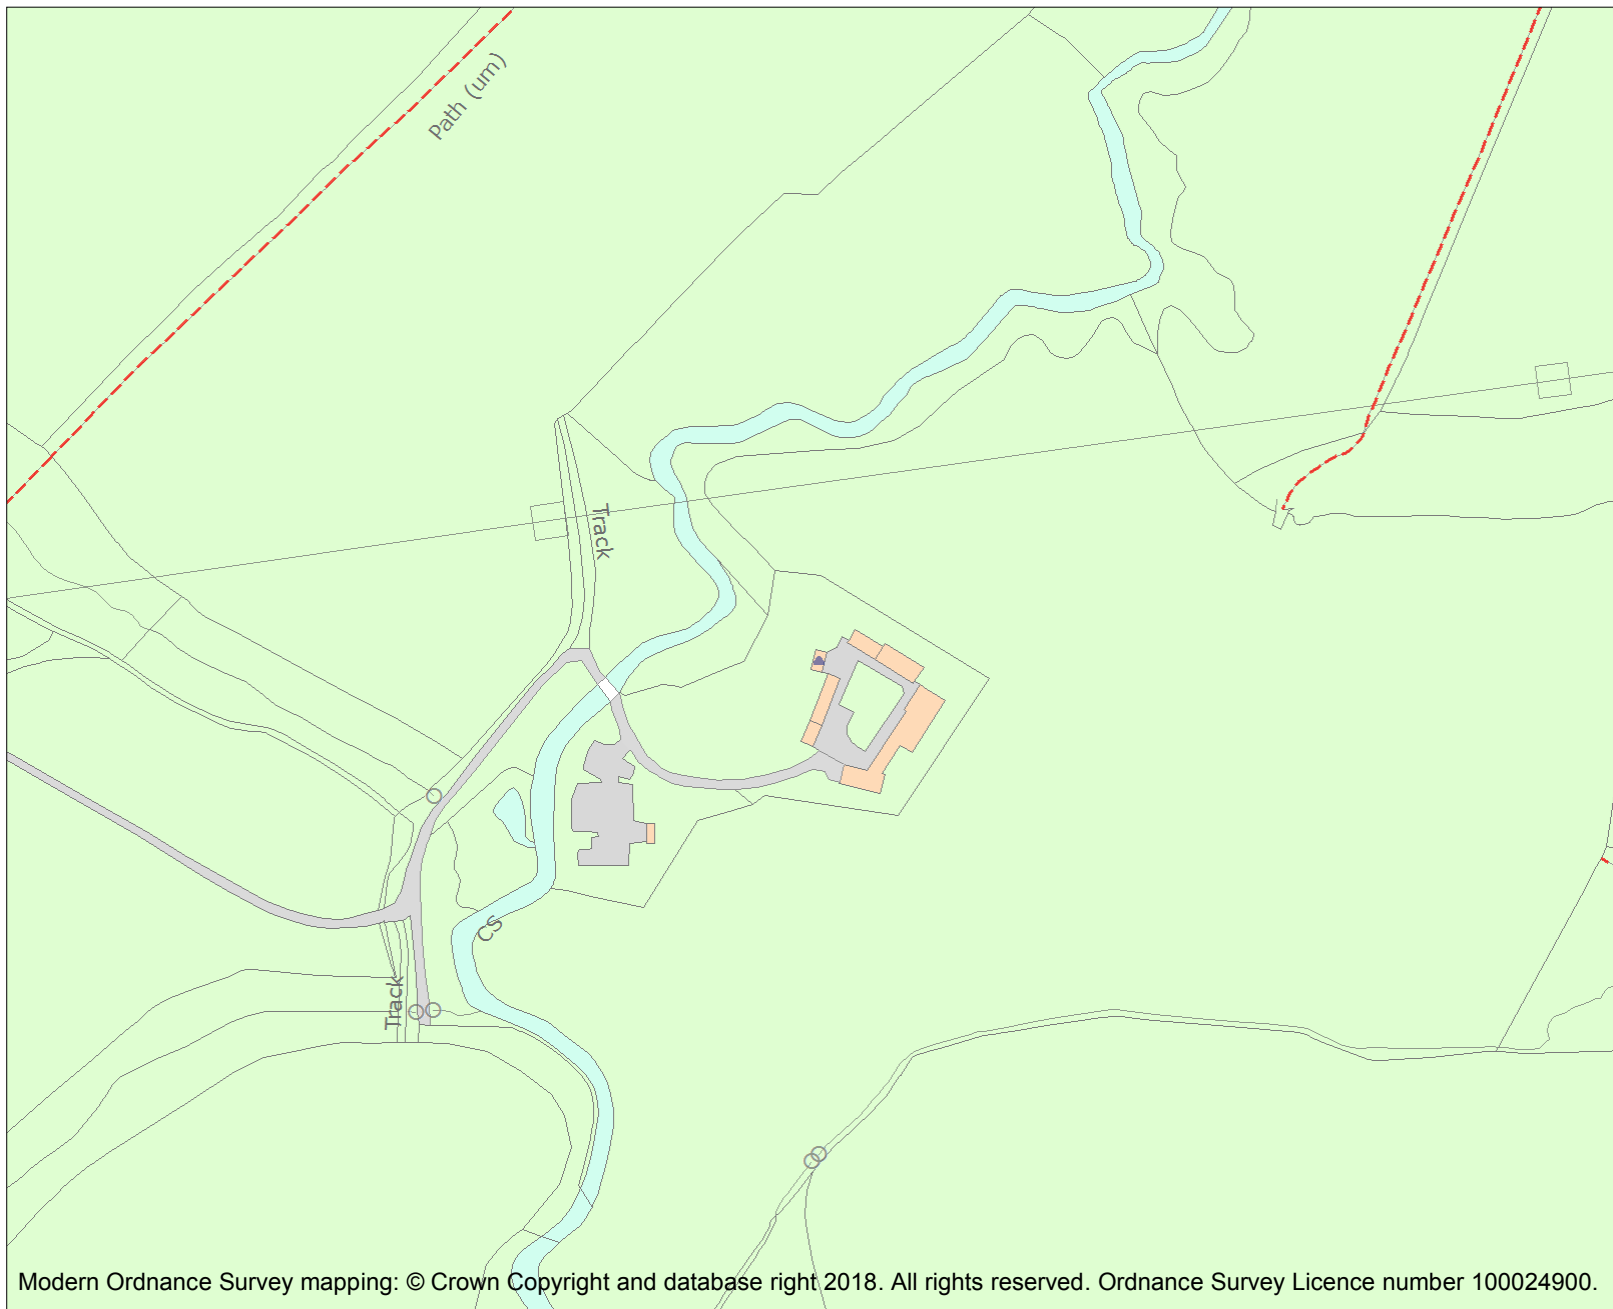 Path (um)
Track
CS
Track
Modern Ordnance Survey mapping: © Crown Copyright and database right 2018. All rights reserved. Ordnance Survey Licence number 100024900.